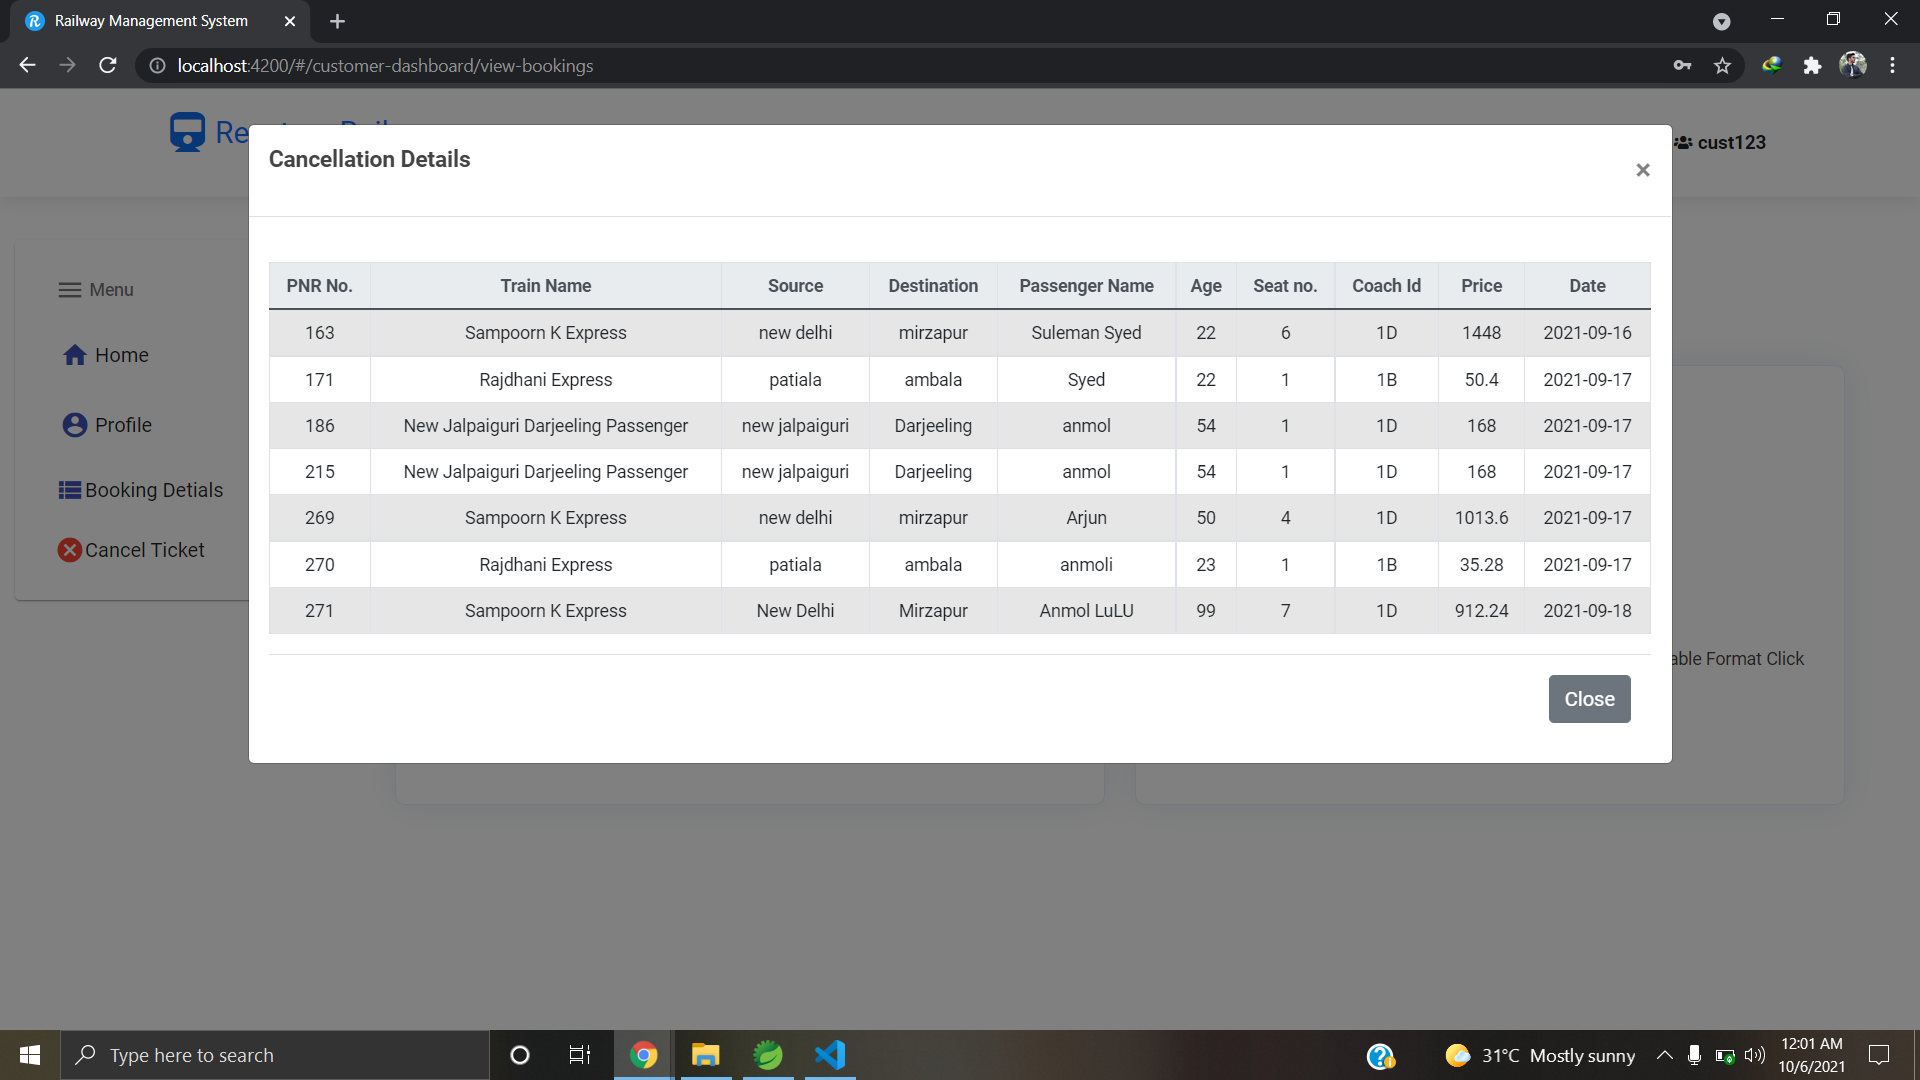 Railway Management System
localhost:4200/#/customer-dashboard/view-bookings
cust123
Cancellation Details
×
Menu
Home
Profile
Booking Detials
Cancel Ticket
PNR No. Train Name Source Destination Passenger Name Age Seat no. Coach Id Price Date
163 Sampoorn K Express new delhi mirzapur Suleman Syed 22 6 1D 1448 2021-09-16
171 Rajdhani Express patiala ambala Syed 22 1 1B 50.4 2021-09-17
186 New Jalpaiguri Darjeeling Passenger new jalpaiguri Darjeeling anmol 54 1 1D 168 2021-09-17
215 New Jalpaiguri Darjeeling Passenger new jalpaiguri Darjeeling anmol 54 1 1D 168 2021-09-17
269 Sampoorn K Express new delhi mirzapur Arjun 50 4 1D 1013.6 2021-09-17
270 Rajdhani Express patiala ambala anmoli 23 1 1B 35.28 2021-09-17
271 Sampoorn K Express New Delhi Mirzapur Anmol LuLU 99 7 1D 912.24 2021-09-18
Format Click
Close
Type here to search
31°C Mostly sunny
12:01 AM
10/6/2021